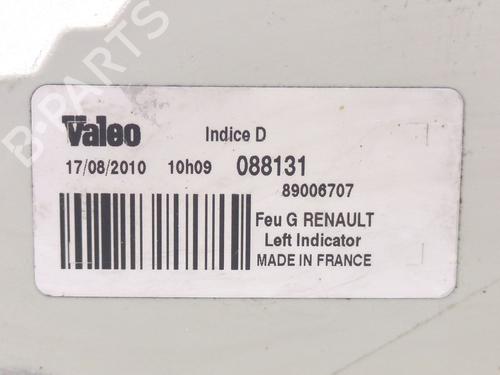 B-PARTS
Valeo Indice D
17/08/2010 10h09 088131
89006707
Feu G RENAULT
Left Indicator
MADE IN FRANCE